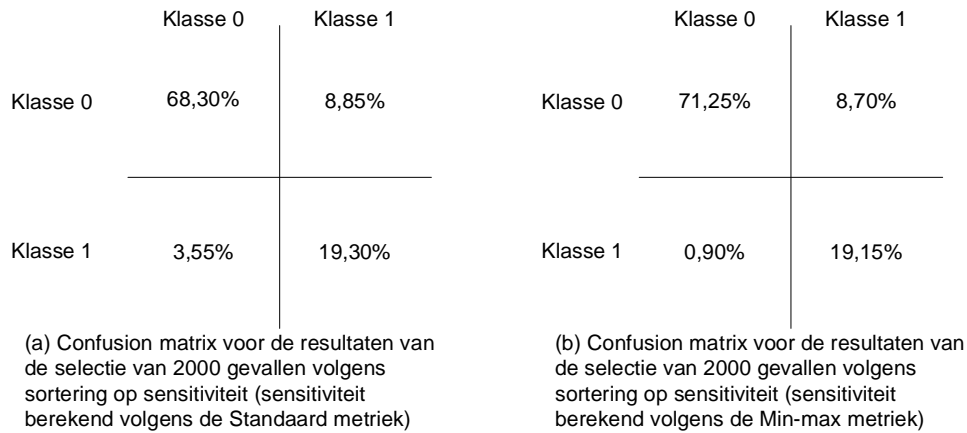 Klasse 0 Klasse 1
Klasse 0 68,30% 8,85%
Klasse 1 3,55% 19,30%
(a) Confusion matrix voor de resultaten van
de selectie van 2000 gevallen volgens
sortering op sensitiviteit (sensitiviteit
berekend volgens de Standaard metriek)
Klasse 0 Klasse 1
Klasse 0 71,25% 8,70%
Klasse 1 0,90% 19,15%
(b) Confusion matrix voor de resultaten van
de selectie van 2000 gevallen volgens
sortering op sensitiviteit (sensitiviteit
berekend volgens de Min-max metriek)